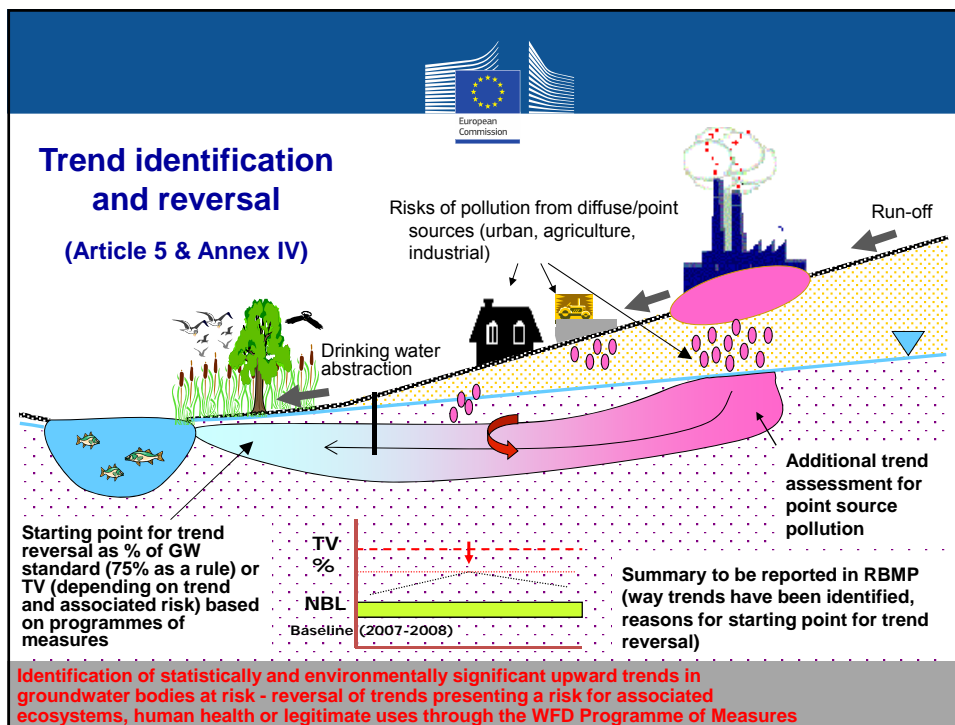 European
Commission
Trend identification
and reversal
(Article 5 & Annex IV)
Risks of pollution from diffuse/point
sources (urban, agriculture,
industrial)
Run-off
Drinking water
abstraction
Additional trend
assessment for
point source
pollution
Starting point for trend
reversal as % of GW
standard (75% as a rule) or
TV (depending on trend
and associated risk) based
on programmes of
measures
TV
%
NBL
Baseline (2007-2008)
Summary to be reported in RBMP
(way trends have been identified,
reasons for starting point for trend
reversal)
Identification of statistically and environmentally significant upward trends in
groundwater bodies at risk - reversal of trends presenting a risk for associated
ecosystems, human health or legitimate uses through the WFD Programme of Measures